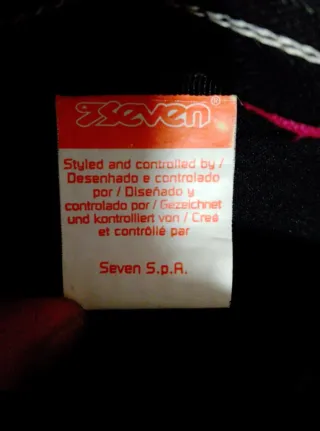 Seven®
Styled and controlled by /
Desenhado e controlado
por / Diseñado y
controlado por / Gezeichnet
und kontrolliert von / Creé
et contrôllé par
Seven S.p.A.